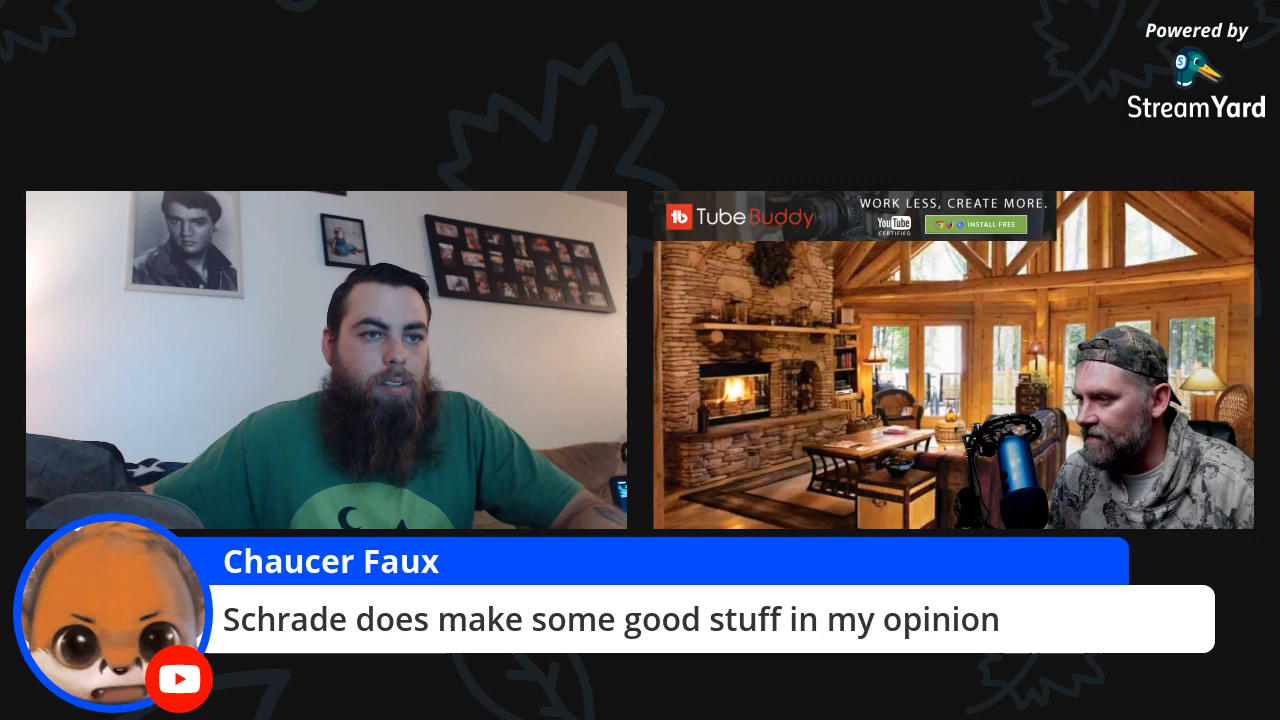 Powered by
StreamYard
TubeBuddy
WORK LESS, CREATE MORE.
YouTube
CERTIFIED
INSTALL FREE
Chaucer Faux
Schrade does make some good stuff in my opinion